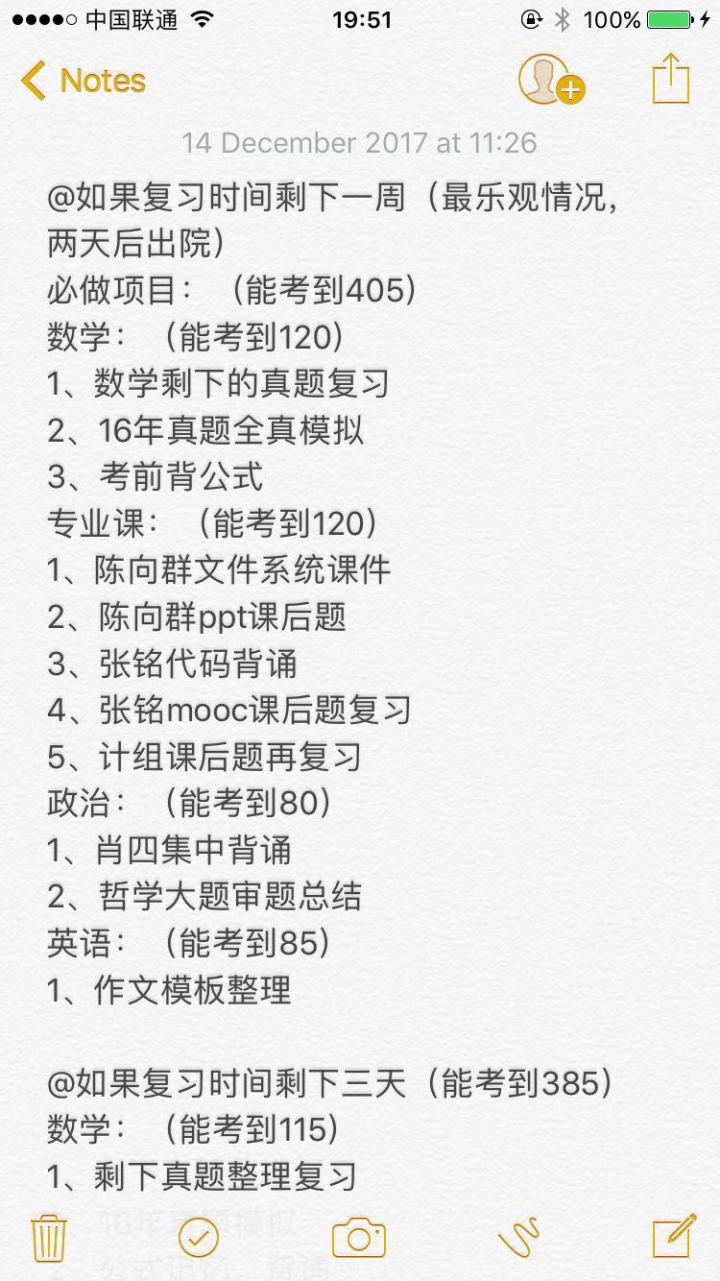 中国联通 19:51 100%
Notes
14 December 2017 at 11:26
@如果复习时间剩下一周（最乐观情况，
两天后出院）
必做项目：（能考到405）
数学：（能考到120）
1、数学剩下的真题复习
2、16年真题全真模拟
3、考前背公式
专业课：（能考到120）
1、陈向群文件系统课件
2、陈向群ppt课后题
3、张铭代码背诵
4、张铭mooc课后题复习
5、计组课后题再复习
政治：（能考到80）
1、肖四集中背诵
2、哲学大题审题总结
英语：（能考到85）
1、作文模板整理
@如果复习时间剩下三天（能考到385）
数学：（能考到115）
1、剩下真题整理复习